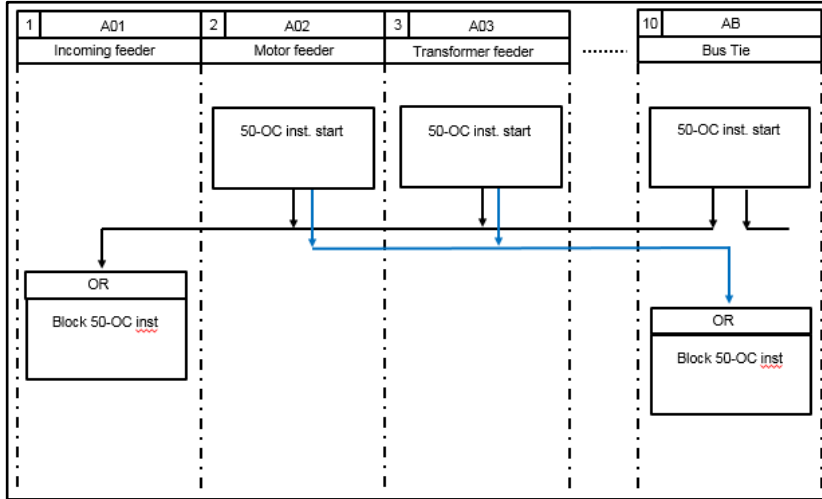 1 A01 2 A02 3 A03 10 AB
Incoming feeder Motor feeder Transformer feeder ........ Bus Tie
50-OC inst. start 50-OC inst. start 50-OC inst. start
OR
Block 50-OC inst
OR
Block 50-OC inst